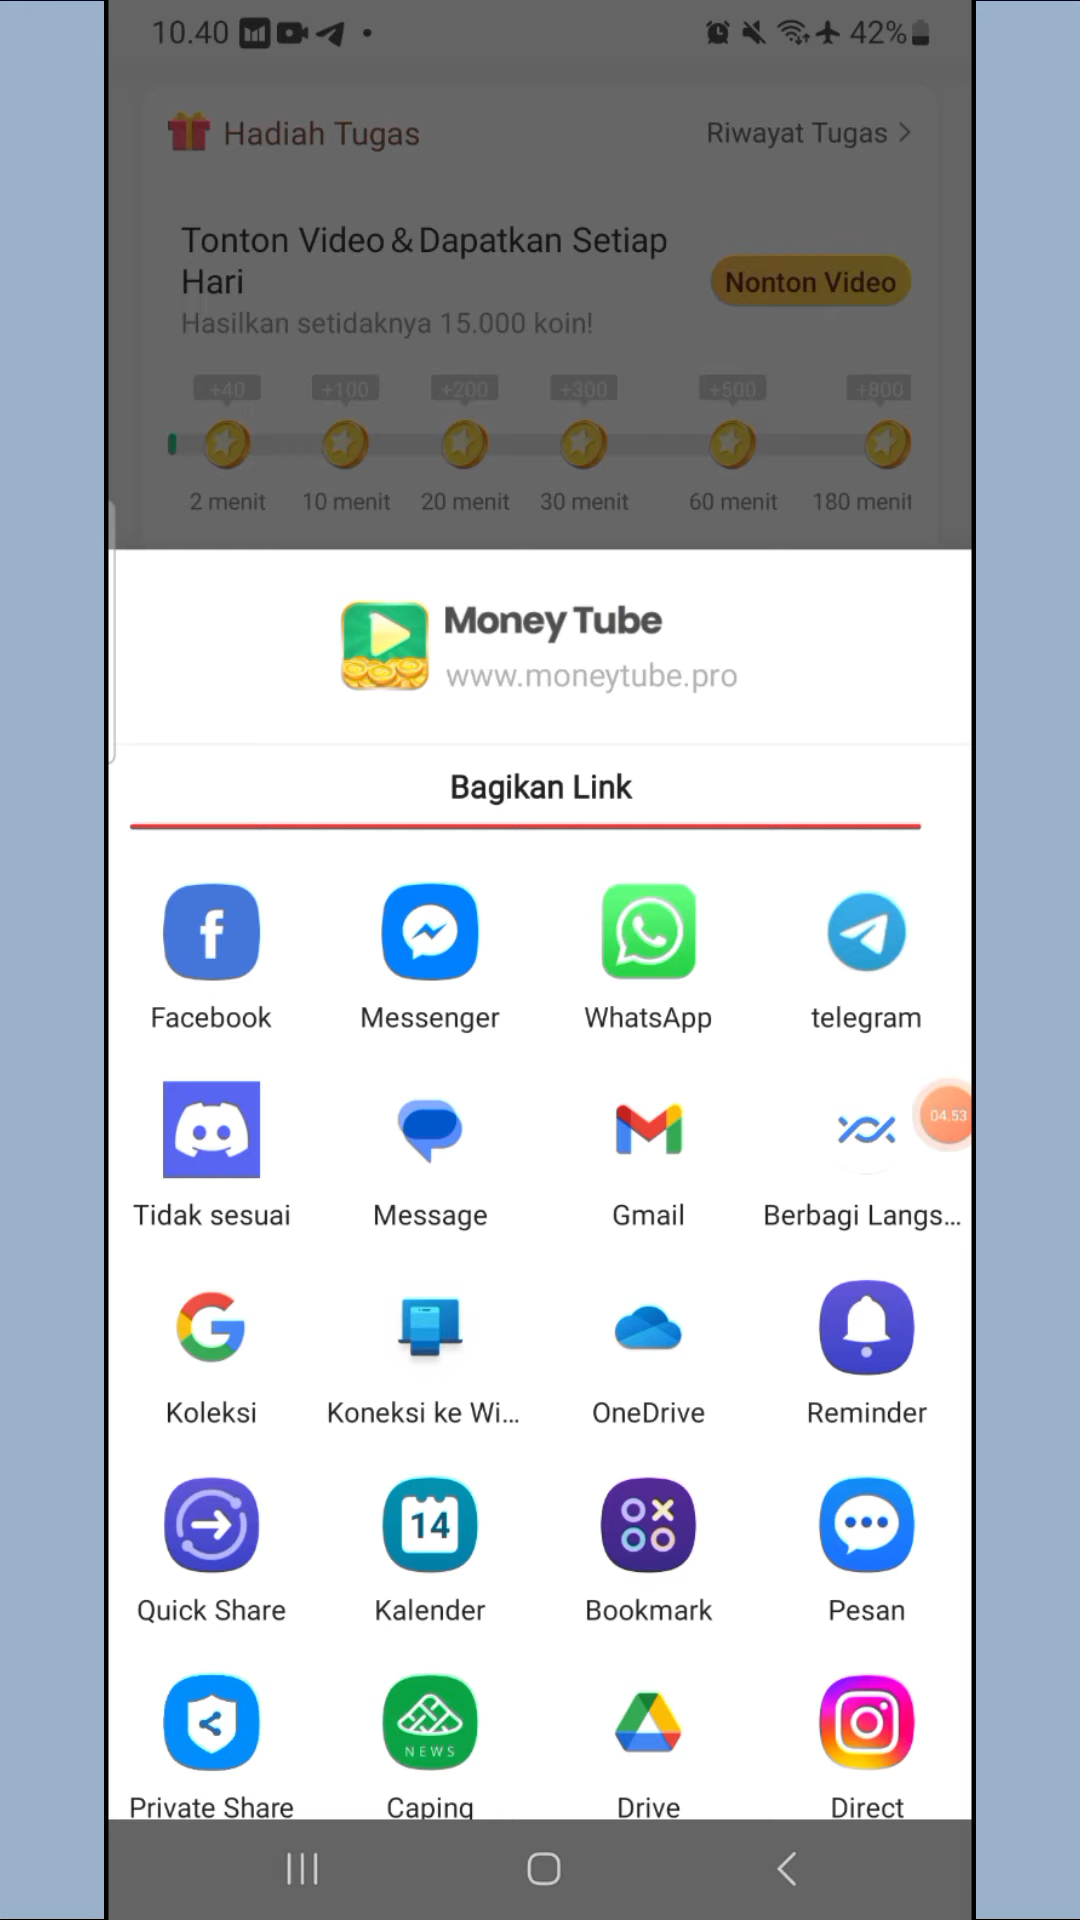 10.40
42%
Hadiah Tugas
Riwayat Tugas >
Tonton Video & Dapatkan Setiap
Hari
Nonton Video
Hasilkan setidaknya 15.000 koin!
+40 +100 +200 +300 +500 +800
2 menit 10 menit 20 menit 30 menit 60 menit 180 menit
Money Tube
www.moneytube.pro
Bagikan Link
Facebook Messenger WhatsApp telegram
04.53
Tidak sesuai Message Gmail Berbagi Langs...
Koleksi Koneksi ke Wi... OneDrive Reminder
14
Quick Share Kalender Bookmark Pesan
NEWS
Private Share Caping Drive Direct